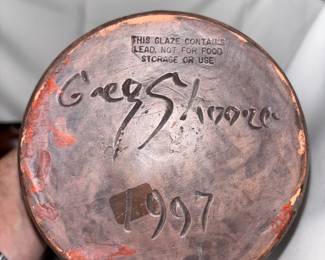 THIS GLAZE CONTAINS
LEAD, NOT FOR FOOD
STORAGE OR USE
Greg Shooner
1997